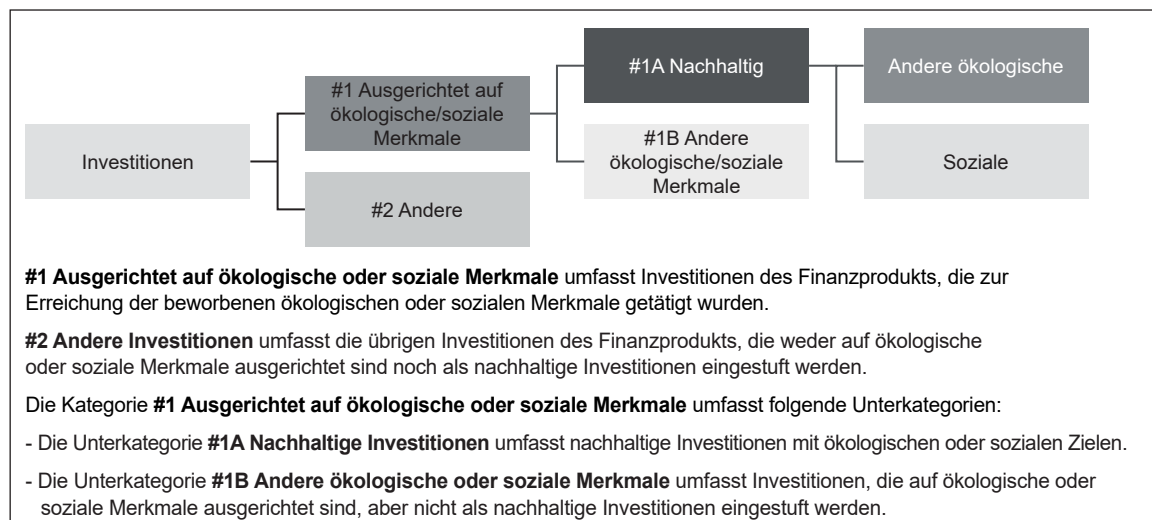 #1A Nachhaltig
Andere ökologische
#1 Ausgerichtet auf
ökologische/soziale
Merkmale
#1B Andere
ökologische/soziale
Merkmale
Investitionen
Soziale
#2 Andere
#1 Ausgerichtet auf ökologische oder soziale Merkmale umfasst Investitionen des Finanzprodukts, die zur
Erreichung der beworbenen ökologischen oder sozialen Merkmale getätigt wurden.
#2 Andere Investitionen umfasst die übrigen Investitionen des Finanzprodukts, die weder auf ökologische
oder soziale Merkmale ausgerichtet sind noch als nachhaltige Investitionen eingestuft werden.
Die Kategorie #1 Ausgerichtet auf ökologische oder soziale Merkmale umfasst folgende Unterkategorien:
- Die Unterkategorie #1A Nachhaltige Investitionen umfasst nachhaltige Investitionen mit ökologischen oder sozialen Zielen.
- Die Unterkategorie #1B Andere ökologische oder soziale Merkmale umfasst Investitionen, die auf ökologische oder
soziale Merkmale ausgerichtet sind, aber nicht als nachhaltige Investitionen eingestuft werden.